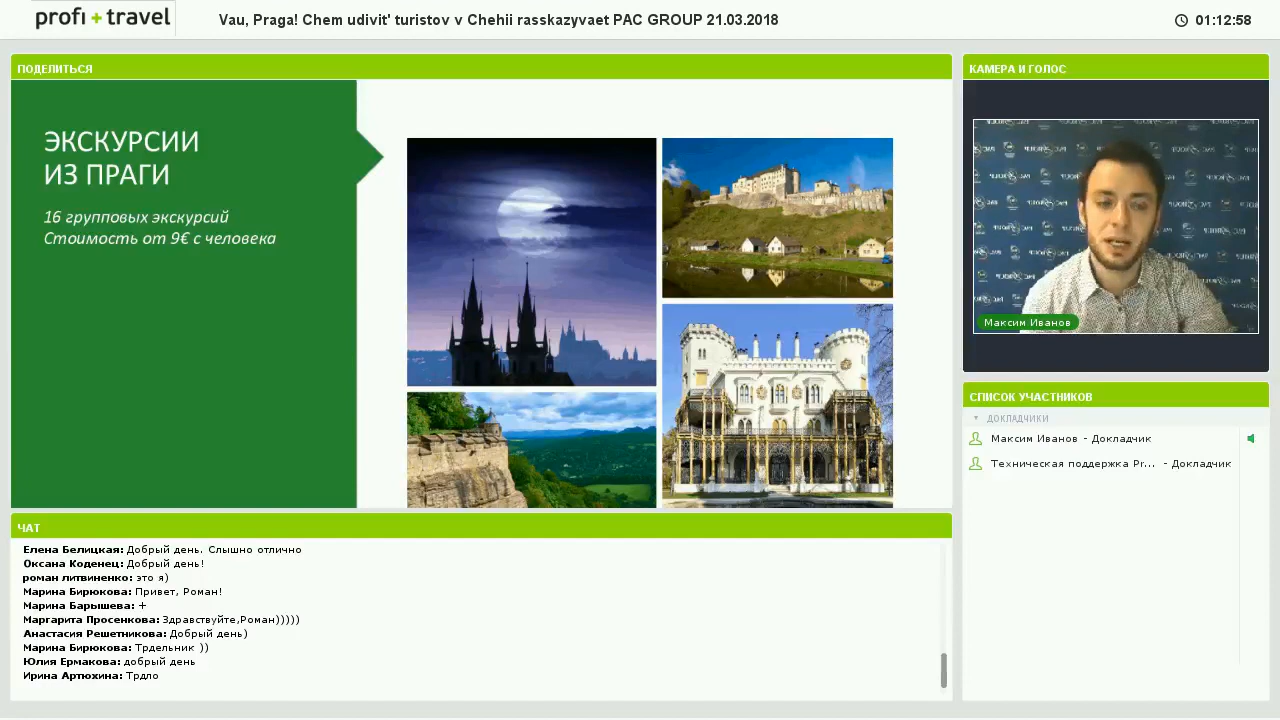 profi + travel
Vau, Praga! Chem udivit' turistov v Chehii rasskazyvaet PAC GROUP 21.03.2018
01:12:58
ПОДЕЛИТЬСЯ
ЭКСКУРСИИ
ИЗ ПРАГИ
16 групповых экскурсий
Стоимость от 9€ с человека
КАМЕРА И ГОЛОС
Максим Иванов
СПИСОК УЧАСТНИКОВ
ДОКЛАДЧИКИ
Максим Иванов - Докладчик
Техническая поддержка Pr... - Докладчик
ЧАТ
Елена Белицкая: Добрый день. Слышно отлично
Оксана Коденец: Добрый день!
роман литвиненко: это я)
Марина Бирюкова: Привет, Роман!
Марина Барышева: +
Маргарита Просенкова: Здравствуйте,Роман)))))
Анастасия Решетникова: Добрый день)
Марина Бирюкова: Трдельник ))
Юлия Ермакова: добрый день
Ирина Артюхина: Трдло